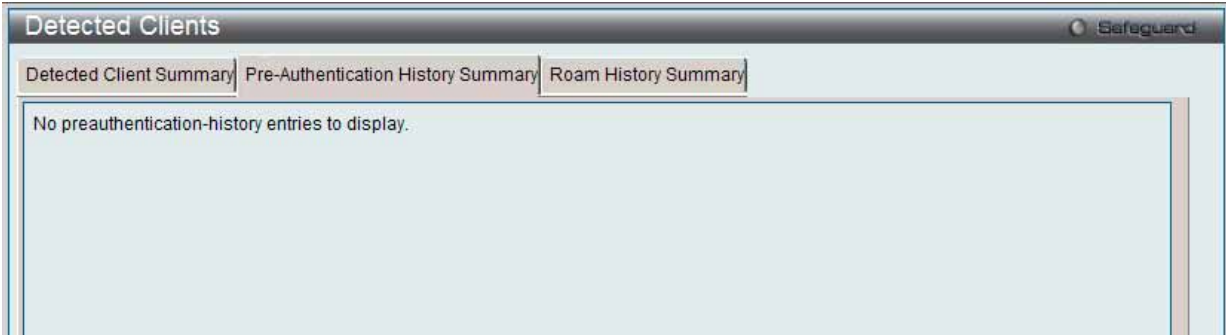 Detected Clients
Safeguard
Detected Client Summary
Pre-Authentication History Summary
Roam History Summary
No preauthentication-history entries to display.